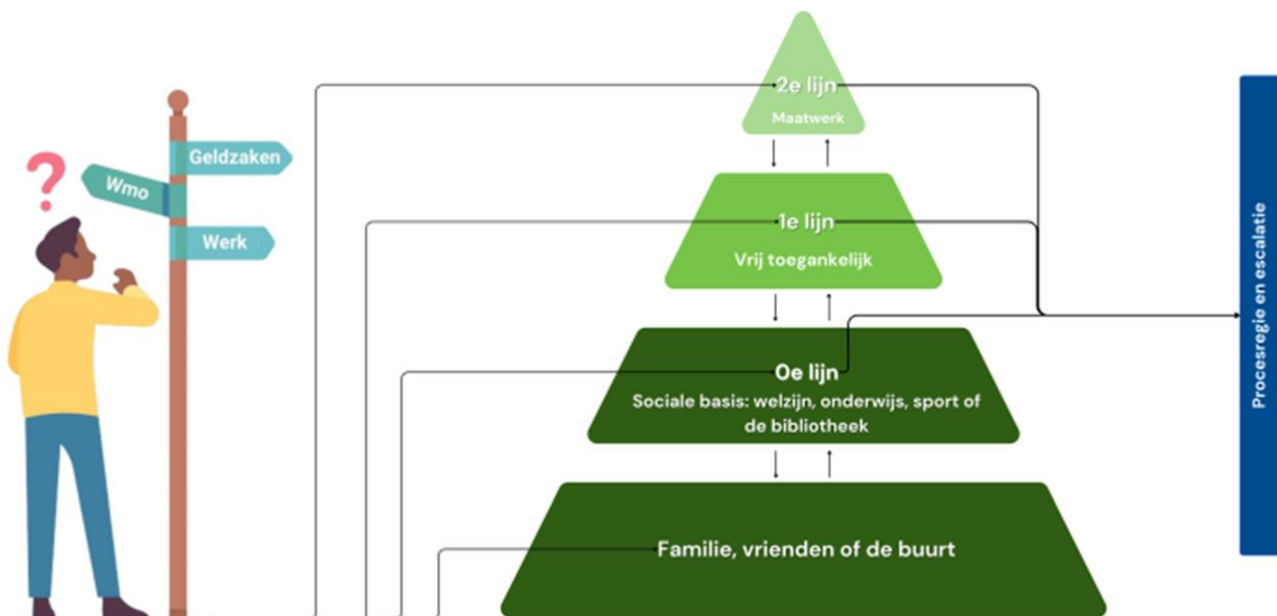 ?
Geldzaken
Wmo
Werk
2e lijn
Maatwerk
1e lijn
Vrij toegankelijk
0e lijn
Sociale basis: welzijn, onderwijs, sport of
de bibliotheek
Familie, vrienden of de buurt
Procesregie en escalatie